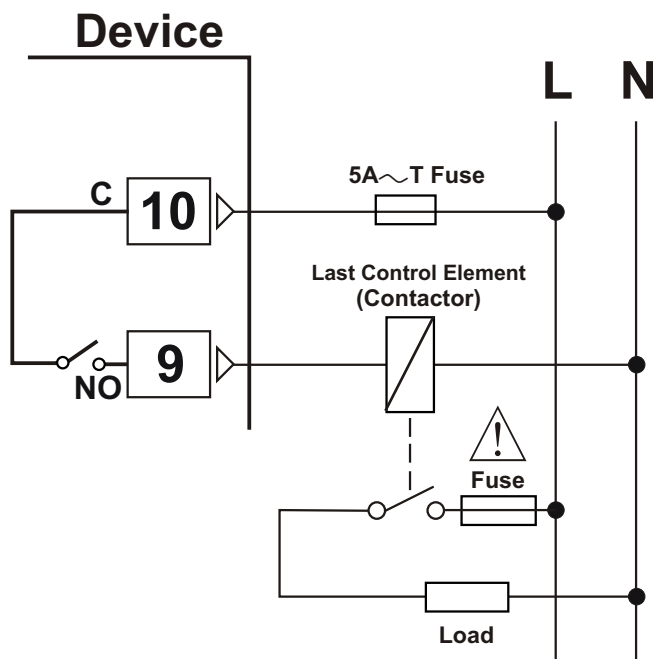 Device
L N
C
10
5A~T Fuse
Last Control Element
(Contactor)
NO
9
!
Fuse
Load